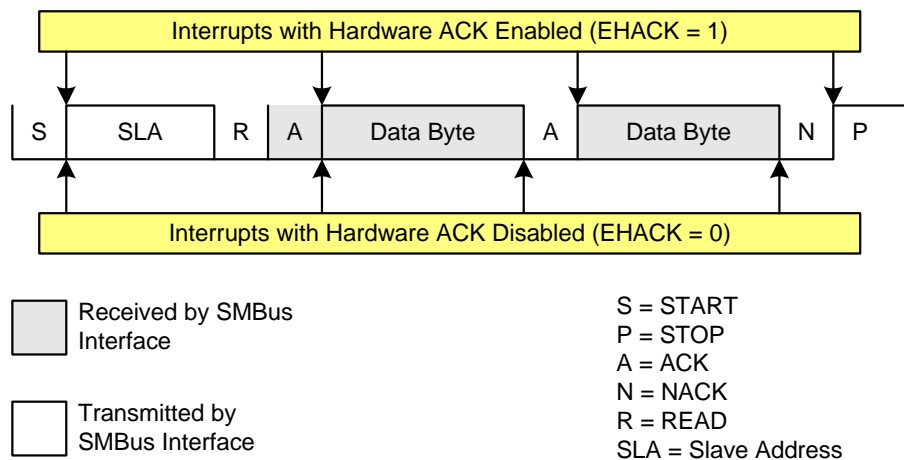 Interrupts with Hardware ACK Enabled (EHACK = 1)
S SLA R A Data Byte A Data Byte N P
Interrupts with Hardware ACK Disabled (EHACK = 0)
Received by SMBus
Interface
Transmitted by
SMBus Interface
S = START
P = STOP
A = ACK
N = NACK
R = READ
SLA = Slave Address